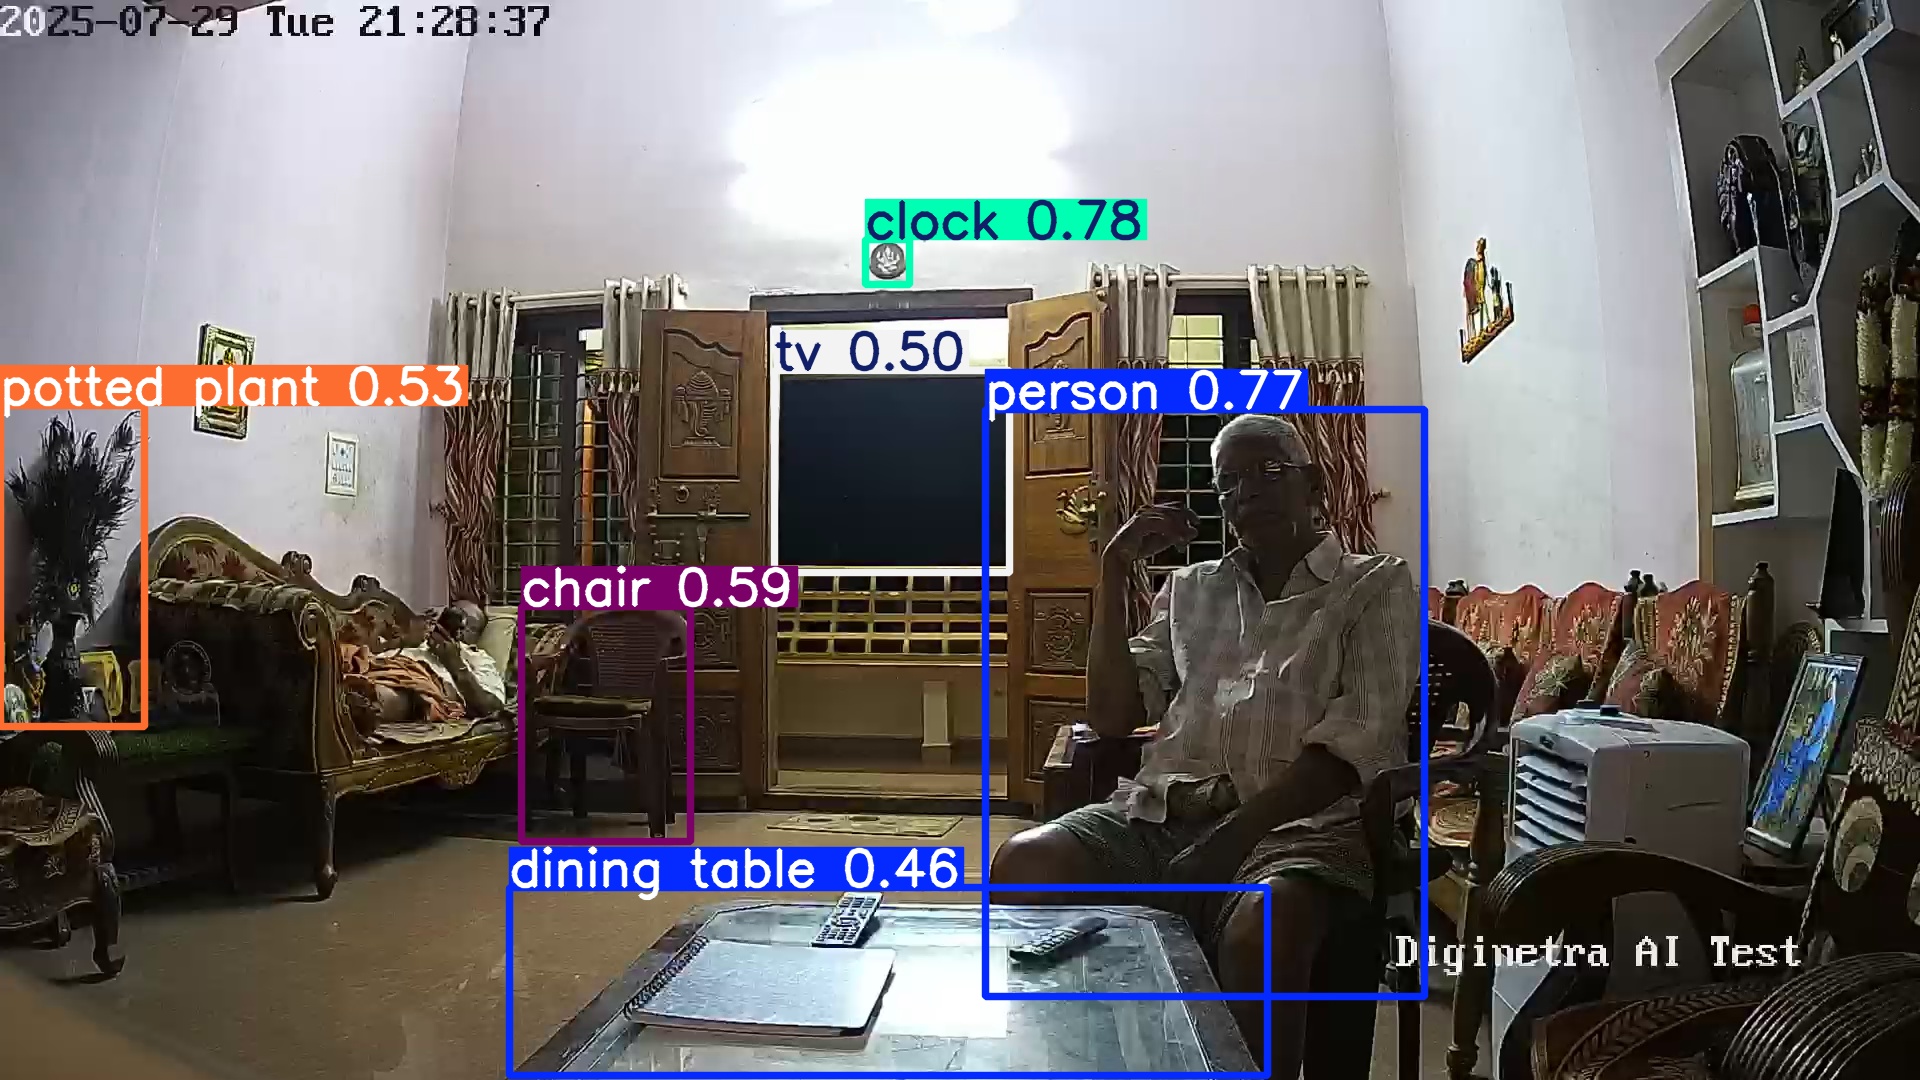 2025-07-29 Tue 21:28:37
clock 0.78
tv 0.50
potted plant 0.53
person 0.77
chair 0.59
dining table 0.46
Diginetra AI Test